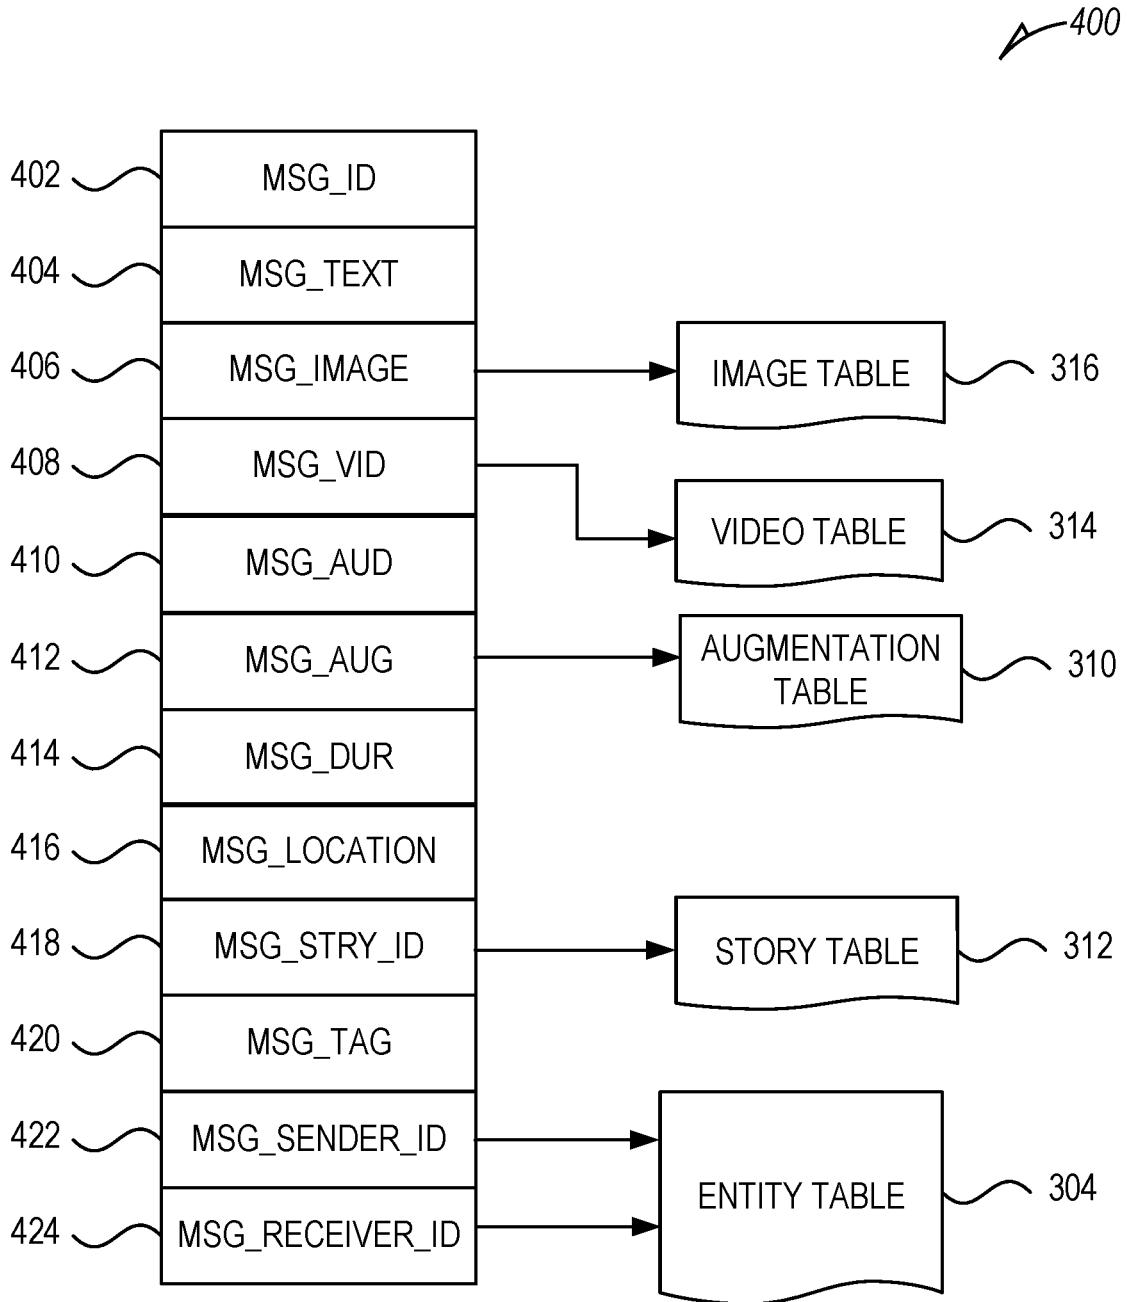 400
402 MSG_ID
404 MSG_TEXT
406 MSG_IMAGE IMAGE TABLE 316
408 MSG_VID VIDEO TABLE 314
410 MSG_AUD
412 MSG_AUG AUGMENTATION
TABLE 310
414 MSG_DUR
416 MSG_LOCATION
418 MSG_STRY_ID STORY TABLE 312
420 MSG_TAG
422 MSG_SENDER_ID ENTITY TABLE 304
424 MSG_RECEIVER_ID